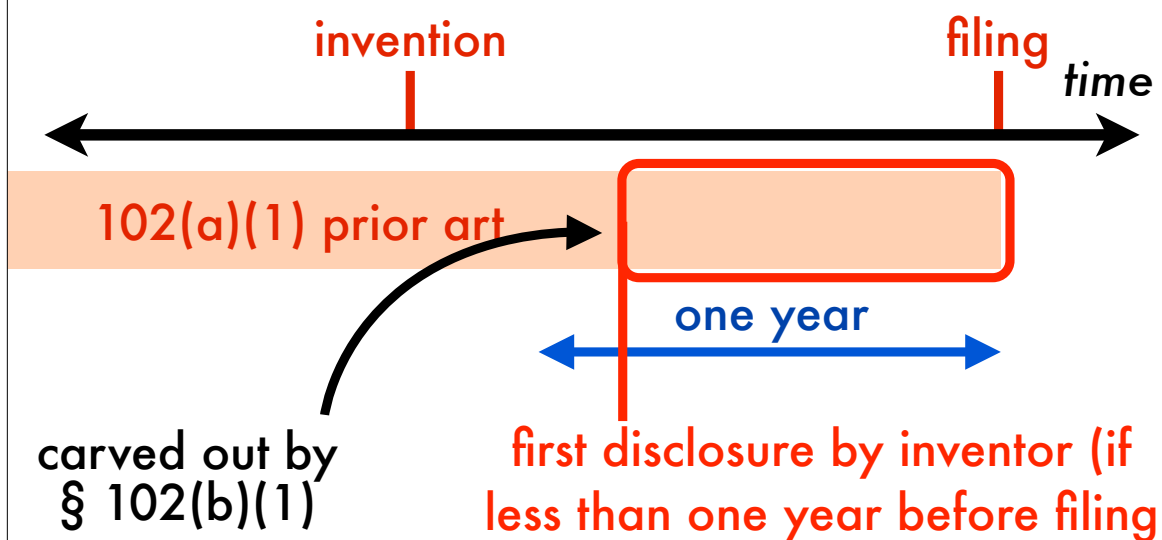 invention
filing
time
102(a)(1) prior art
one year
carved out by
§ 102(b)(1)
first disclosure by inventor (if
less than one year before filing